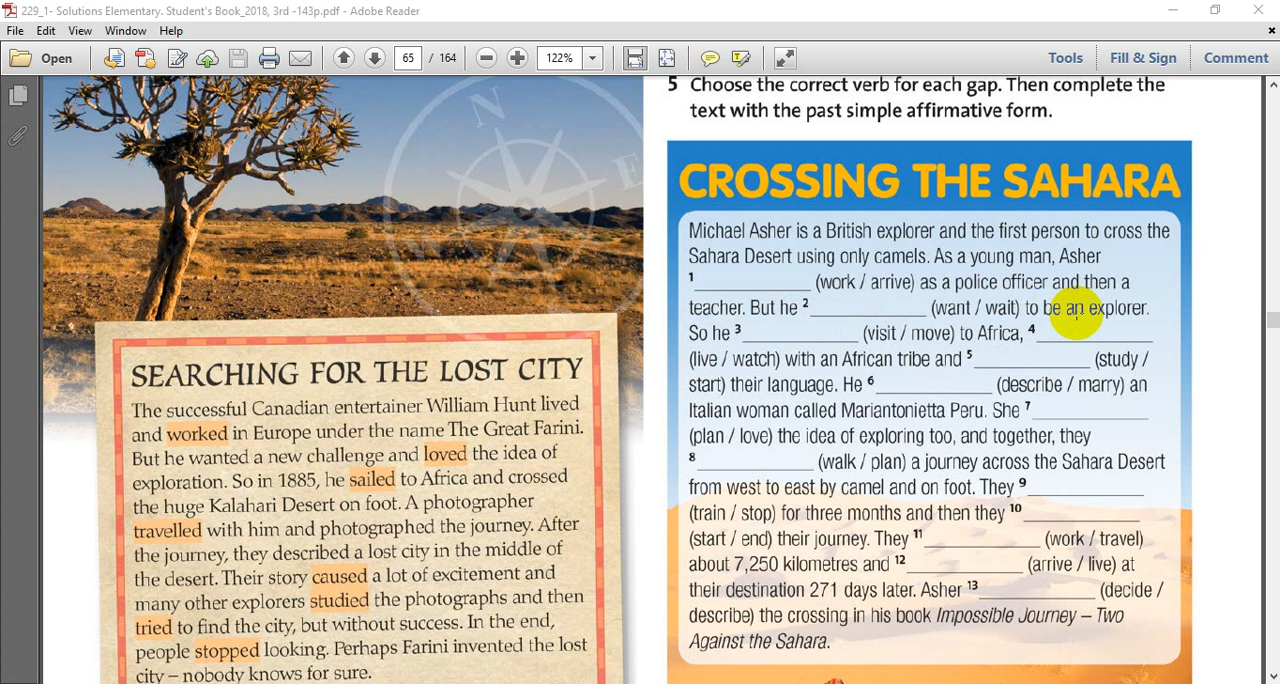 229_1- Solutions Elementary. Student's Book_2018, 3rd -143p.pdf - Adobe Reader
File Edit View Window Help
Open 65 / 164 122% Tools Fill & Sign Comment
N
E
SEARCHING FOR THE LOST CITY
The successful Canadian entertainer William Hunt lived
and worked in Europe under the name The Great Farini.
But he wanted a new challenge and loved the idea of
exploration. So in 1885, he sailed to Africa and crossed
the huge Kalahari Desert on foot. A photographer
travelled with him and photographed the journey. After
the journey, they described a lost city in the middle of
the desert. Their story caused a lot of excitement and
many other explorers studied the photographs and then
tried to find the city, but without success. In the end,
people stopped looking. Perhaps Farini invented the lost
city – nobody knows for sure.
5 Choose the correct verb for each gap. Then complete the
text with the past simple affirmative form.
CROSSING THE SAHARA
Michael Asher is a British explorer and the first person to cross the
Sahara Desert using only camels. As a young man, Asher
1 ____________ (work / arrive) as a police officer and then a
teacher. But he 2 ____________ (want / wait) to be an explorer.
So he 3 ____________ (visit / move) to Africa, 4 ____________
(live / watch) with an African tribe and 5 ____________ (study /
start) their language. He 6 ____________ (describe / marry) an
Italian woman called Mariantonietta Peru. She 7 ____________
(plan / love) the idea of exploring too, and together, they
8 ____________ (walk / plan) a journey across the Sahara Desert
from west to east by camel and on foot. They 9 ____________
(train / stop) for three months and then they 10 ____________
(start / end) their journey. They 11 ____________ (work / travel)
about 7,250 kilometres and 12 ____________ (arrive / live) at
their destination 271 days later. Asher 13 ____________ (decide /
describe) the crossing in his book Impossible Journey – Two
Against the Sahara.